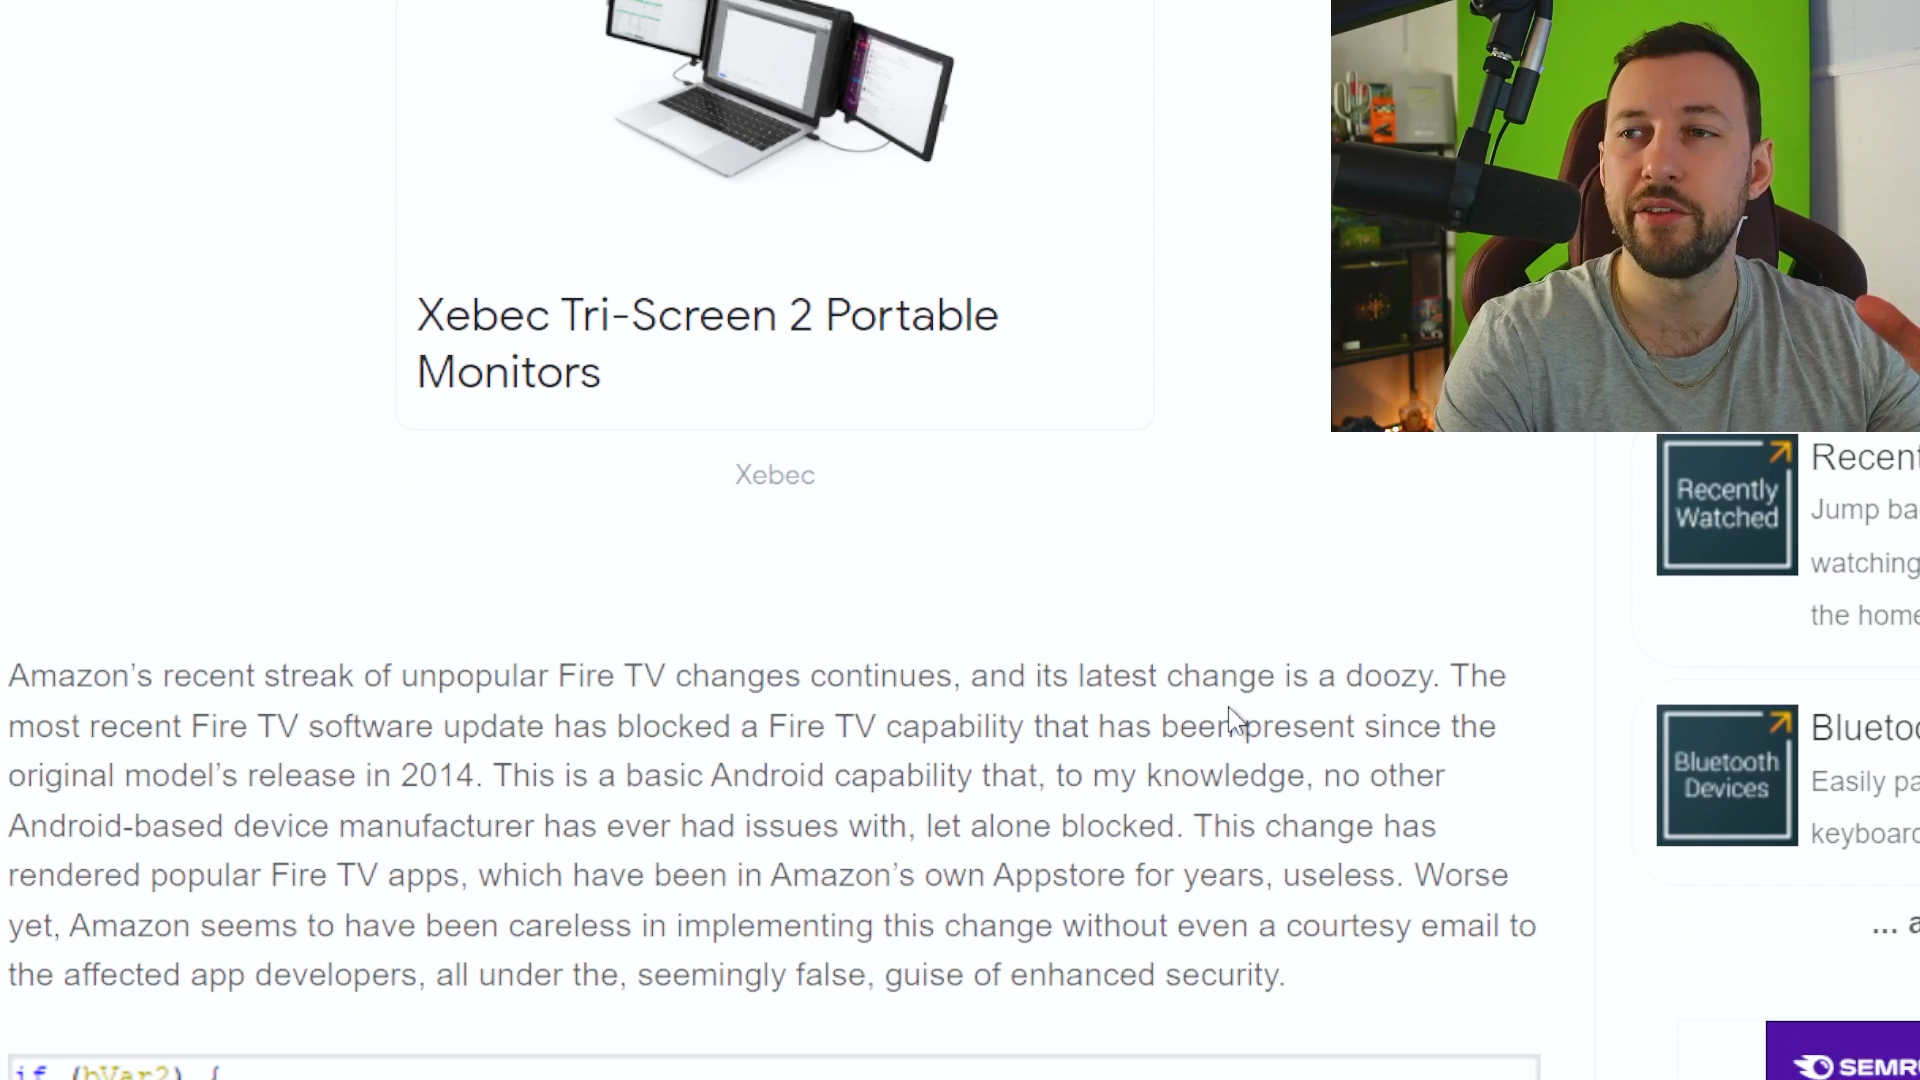 Xebec Tri-Screen 2 Portable
Monitors
Xebec
Recently
Watched
Recent
Jump ba
watching
the home
Bluetooth
Devices
Bluetoo
Easily pa
keyboard
... a
Amazon’s recent streak of unpopular Fire TV changes continues, and its latest change is a doozy. The
most recent Fire TV software update has blocked a Fire TV capability that has been present since the
original model’s release in 2014. This is a basic Android capability that, to my knowledge, no other
Android-based device manufacturer has ever had issues with, let alone blocked. This change has
rendered popular Fire TV apps, which have been in Amazon’s own Appstore for years, useless. Worse
yet, Amazon seems to have been careless in implementing this change without even a courtesy email to
the affected app developers, all under the, seemingly false, guise of enhanced security.
if (bVar2) {
SEMRU